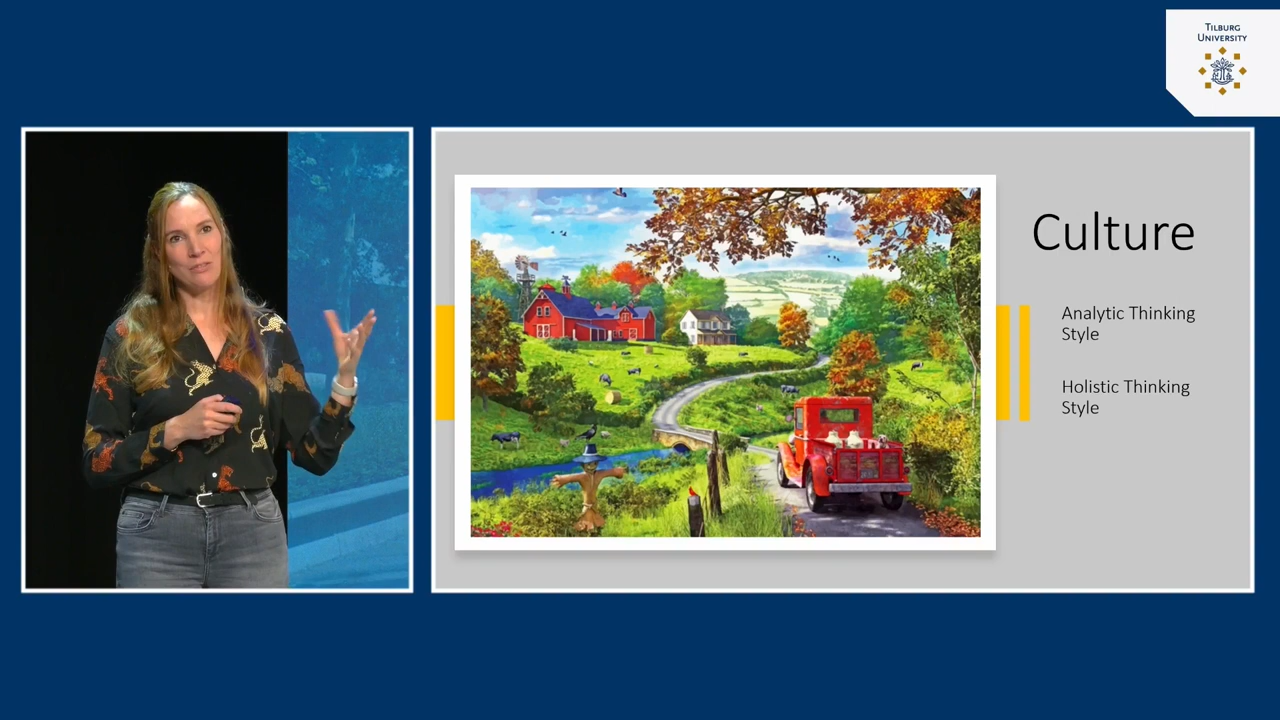 TILBURG
UNIVERSITY
Culture
Analytic Thinking
Style
Holistic Thinking
Style